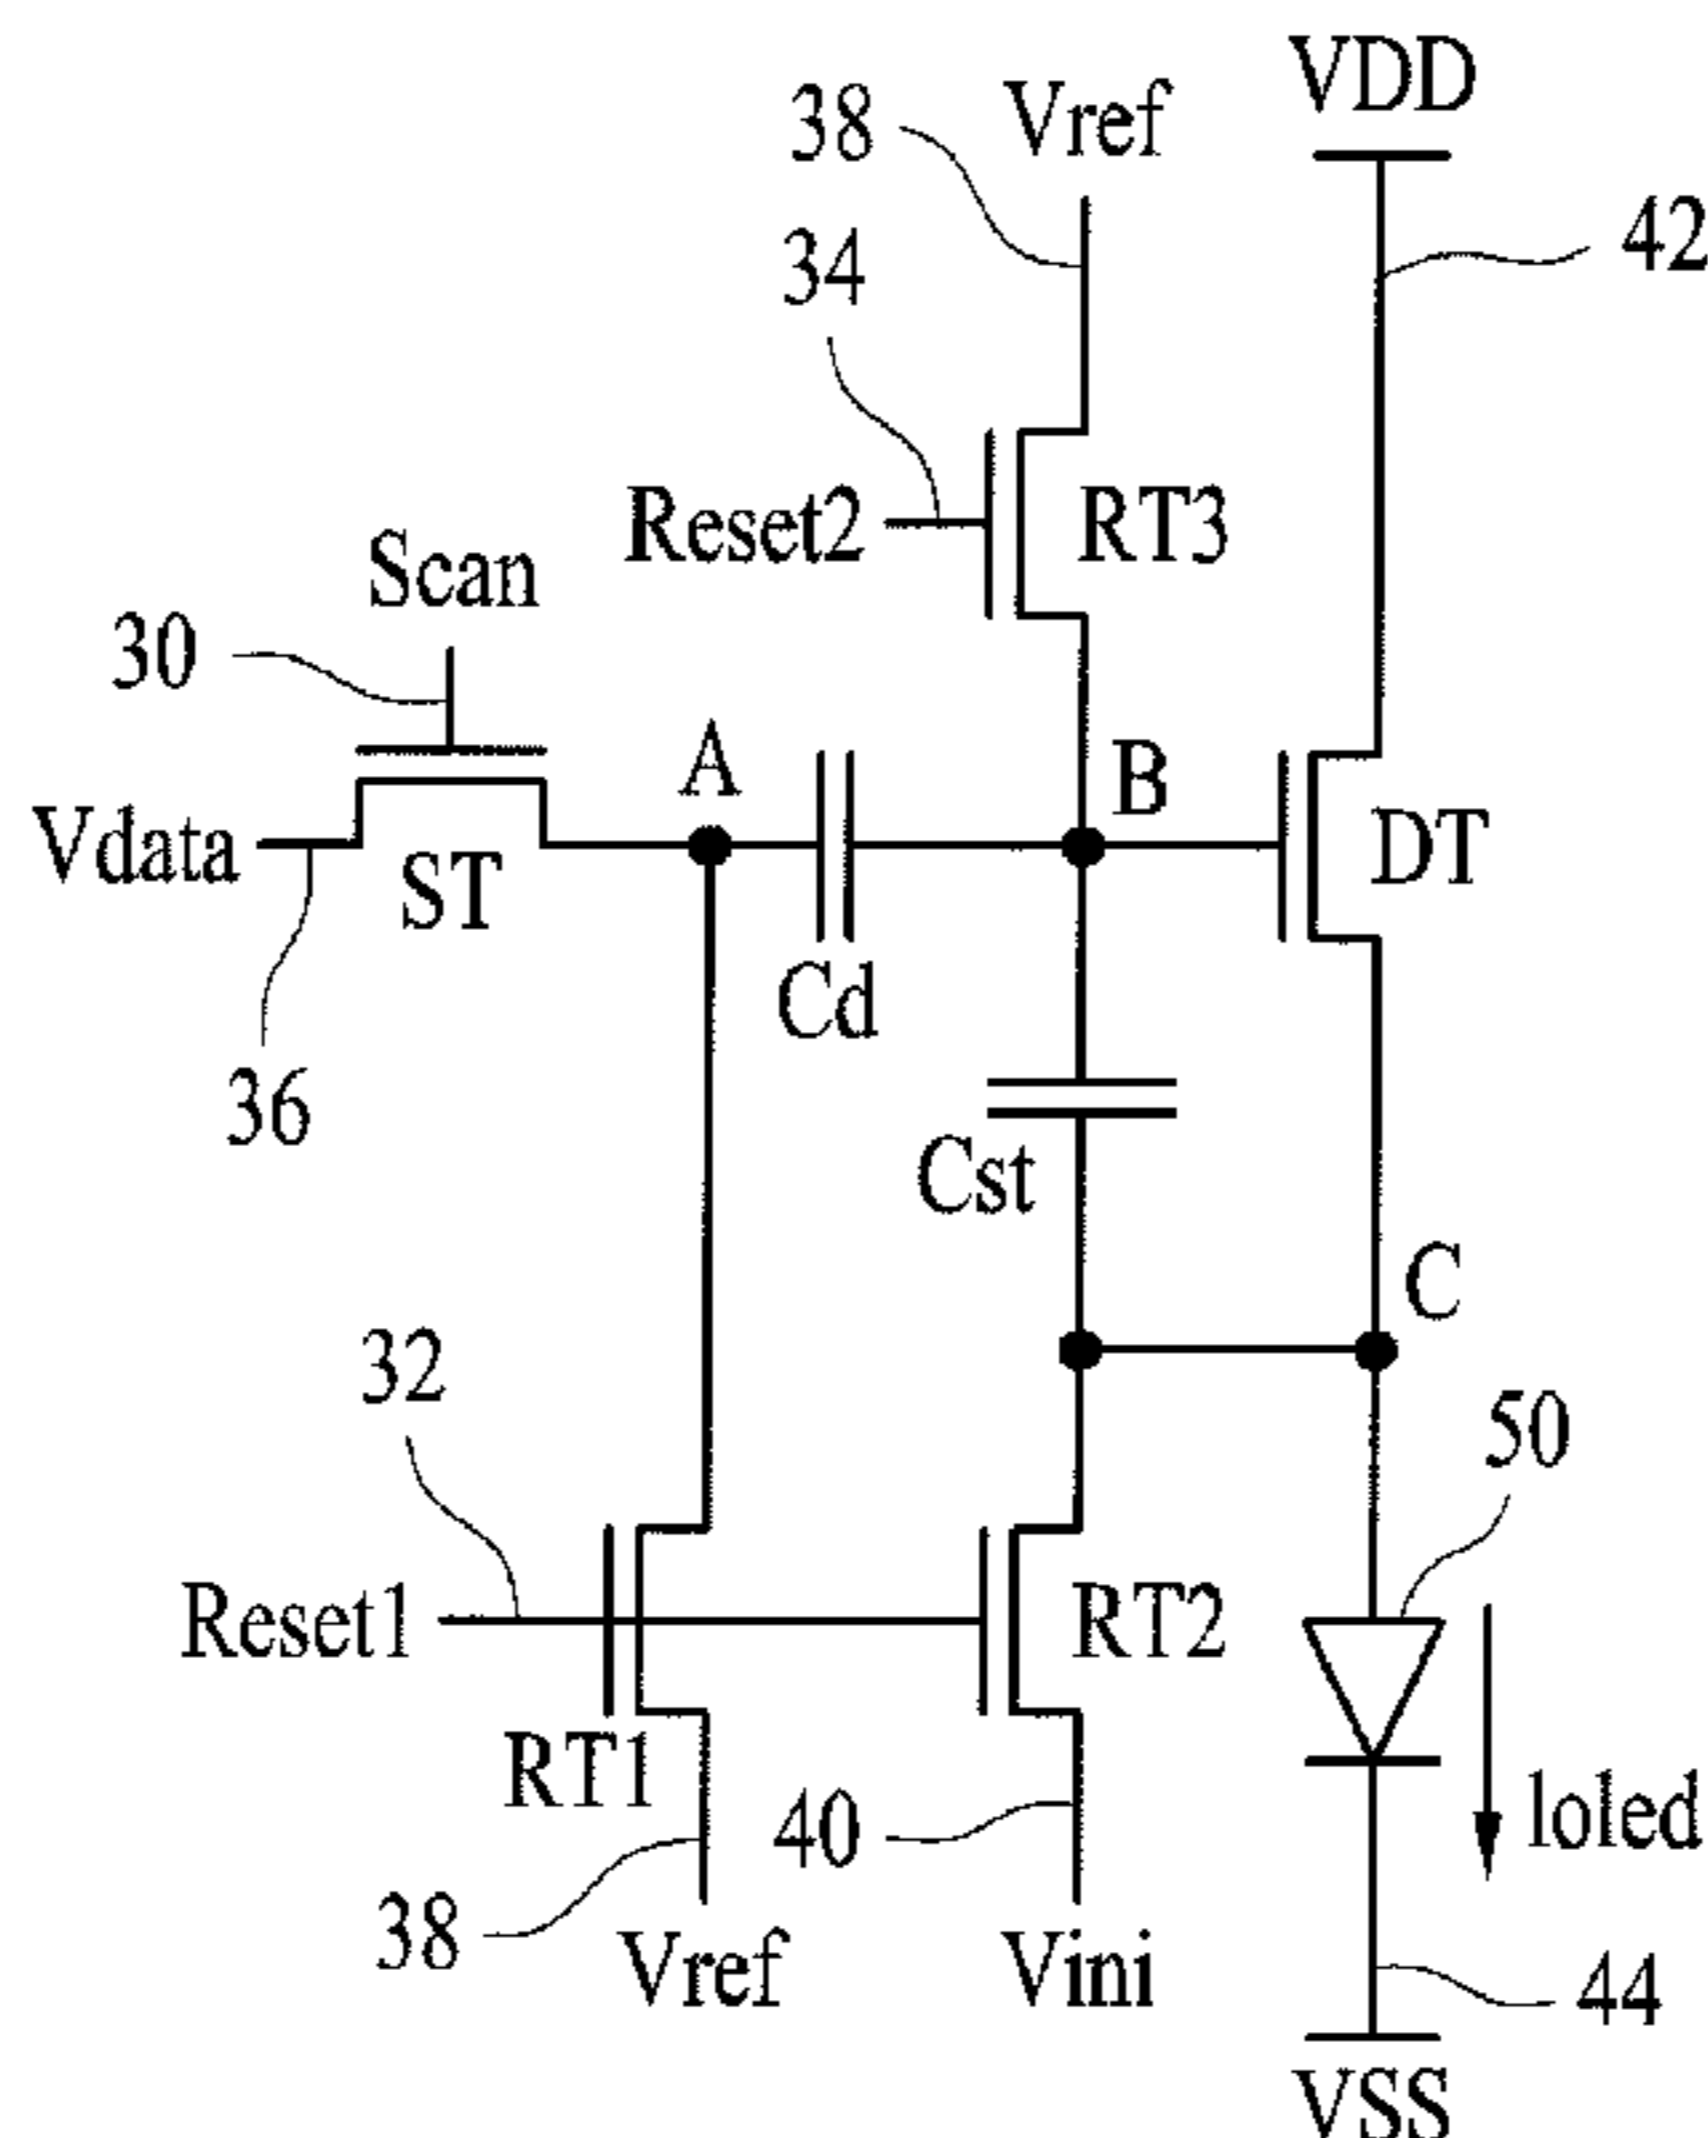 VDD
38 Vref
42
34
Reset2 RT3
Scan
30
A
B
Vdata
ST
DT
Cd
36
Cst
C
32
50
Reset1
RT2
RT1
40
Ioled
38
Vref
Vini
44
VSS